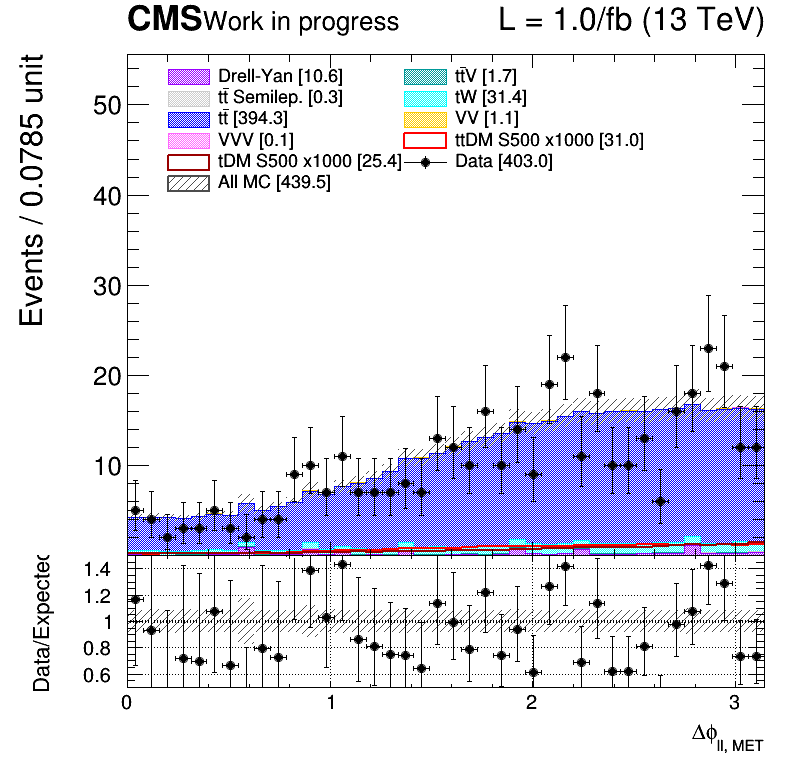 CMS Work in progress L = 1.0/fb (13 TeV)
Events / 0.0785 unit
50
40
30
20
10
Drell-Yan [10.6] tt̄V [1.7]
tt̄ Semilep. [0.3] tW [31.4]
tt̄ [394.3] VV [1.1]
VVV [0.1] ttDM S500 x1000 [31.0]
tDM S500 x1000 [25.4] Data [403.0]
All MC [439.5]
Data/Expected
1.4
1.2
1
0.8
0.6
0 1 2 3
Δϕll, MET